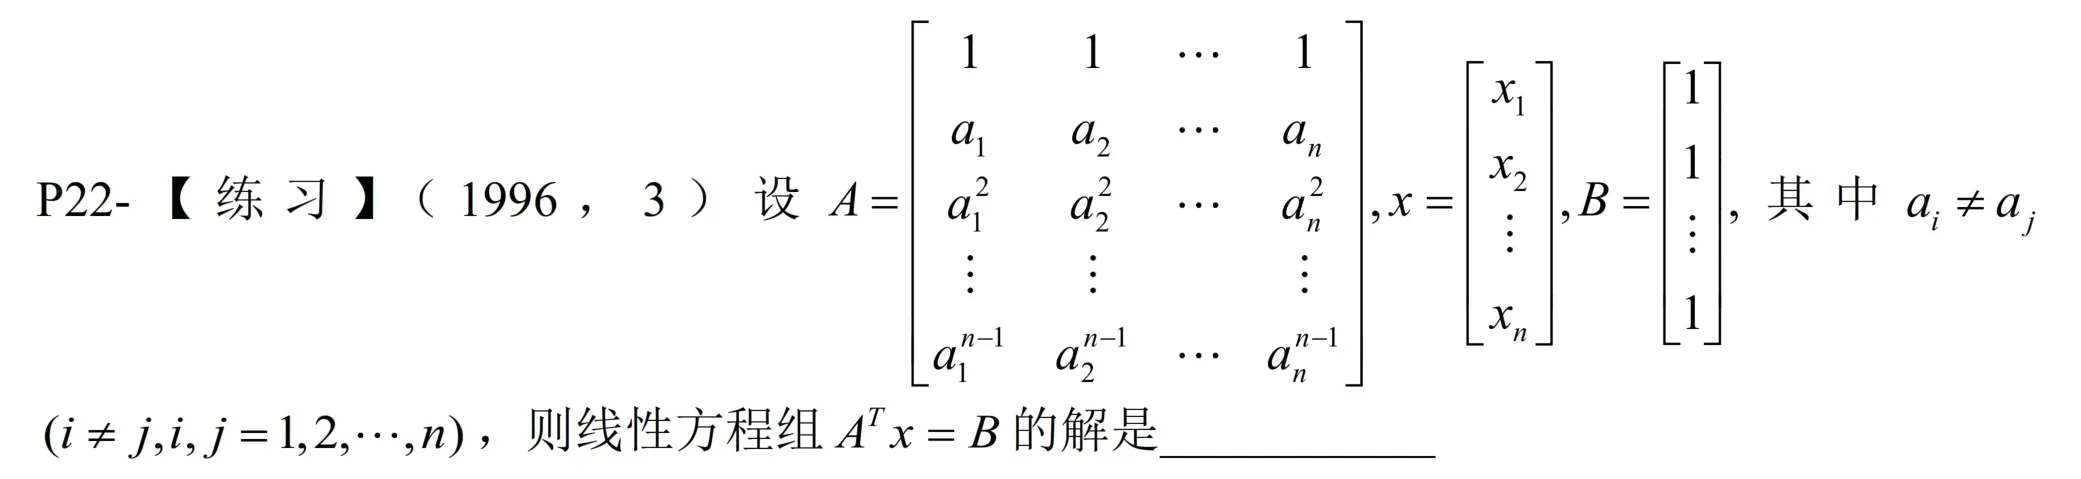 P22-【练习】（1996，3）设 $A=\begin{bmatrix}1&1&\cdots&1\\a_1&a_2&\cdots&a_n\\a_1^2&a_2^2&\cdots&a_n^2\\\vdots&\vdots&&\vdots\\a_1^{n-1}&a_2^{n-1}&\cdots&a_n^{n-1}\end{bmatrix},x=\begin{bmatrix}x_1\\x_2\\\vdots\\x_n\end{bmatrix},B=\begin{bmatrix}1\\1\\\vdots\\1\end{bmatrix}$, 其中 $a_i\neq a_j$
$(i\neq j,i,j=1,2,\cdots,n)$，则线性方程组 $A^Tx=B$ 的解是____________